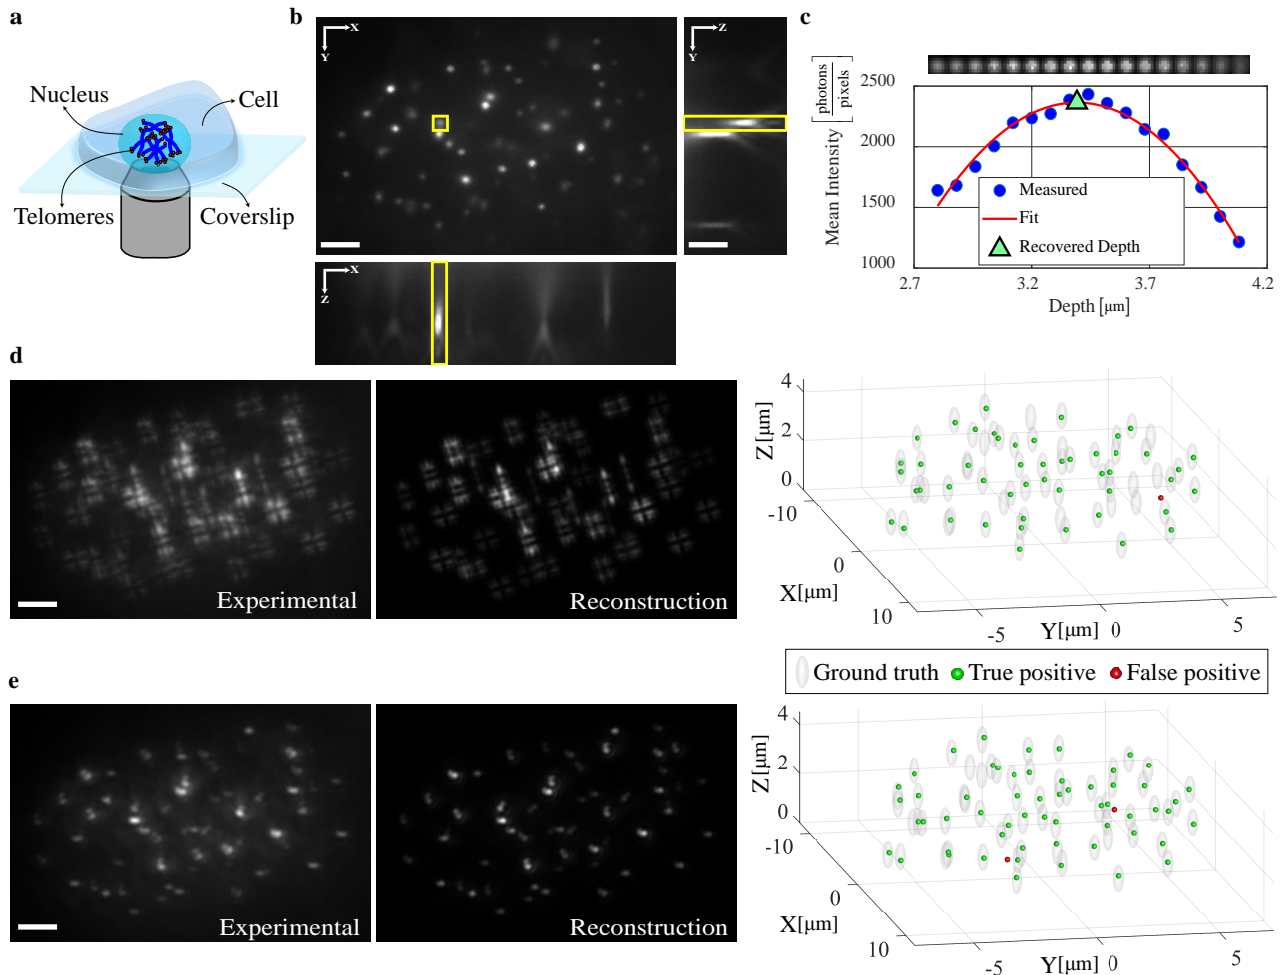 a
Nucleus
Cell
Telomeres
Coverslip
b
X
Y
Z
Y
X
Z
c
Mean Intensity [photons/pixels]
2500
2000
1500
1000
Measured
Fit
Recovered Depth
2.7 3.2 3.7 4.2
Depth [μm]
d
Experimental
Reconstruction
Z[μm]
4
2
0
-10
0
10
X[μm]
-5 0 5
Y[μm]
Ground truth True positive False positive
e
Experimental
Reconstruction
Z[μm]
4
2
0
-10
0
10
X[μm]
-5 0 5
Y[μm]